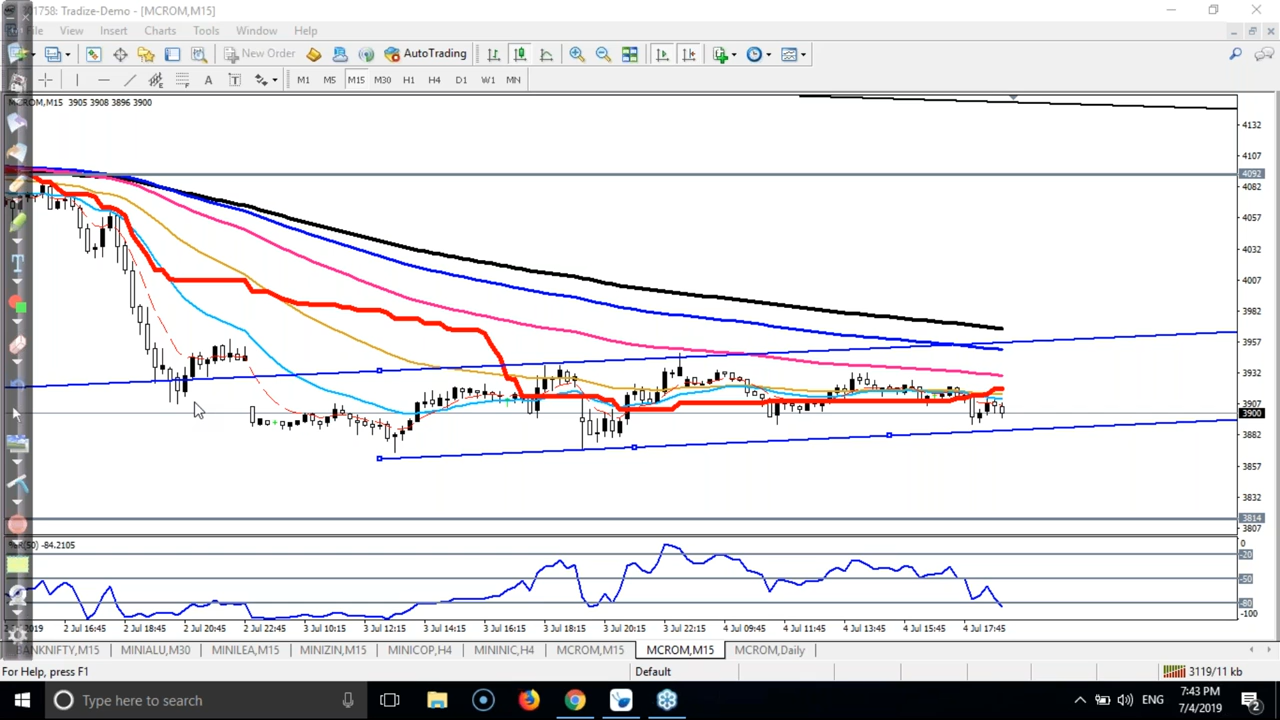 01758: Tradize-Demo - [MCROM,M15]
File View Insert Charts Tools Window Help
New Order AutoTrading
M1 M5 M15 M30 H1 H4 D1 W1 MN
MCROM,M15 3905 3908 3896 3900
4132
4107
4092
4082
4057
4032
4007
3982
3957
3932
3907
3900
3882
3857
3832
3814
3807
(50) -84.2105
0
-20
-50
-80
-100
2019 2 Jul 16:45 2 Jul 18:45 2 Jul 20:45 2 Jul 22:45 3 Jul 10:15 3 Jul 12:15 3 Jul 14:15 3 Jul 16:15 3 Jul 18:15 3 Jul 20:15 3 Jul 22:15 4 Jul 09:45 4 Jul 11:45 4 Jul 13:45 4 Jul 15:45 4 Jul 17:45
BANKNIFTY,M15 MINIALU,M30 MINILEA,M15 MINIZIN,M15 MINICOP,H4 MININIC,H4 MCROM,M15 MCROM,M15 MCROM,Daily
For Help, press F1 Default 3119/11 kb
Type here to search ENG 7:43 PM
7/4/2019 2